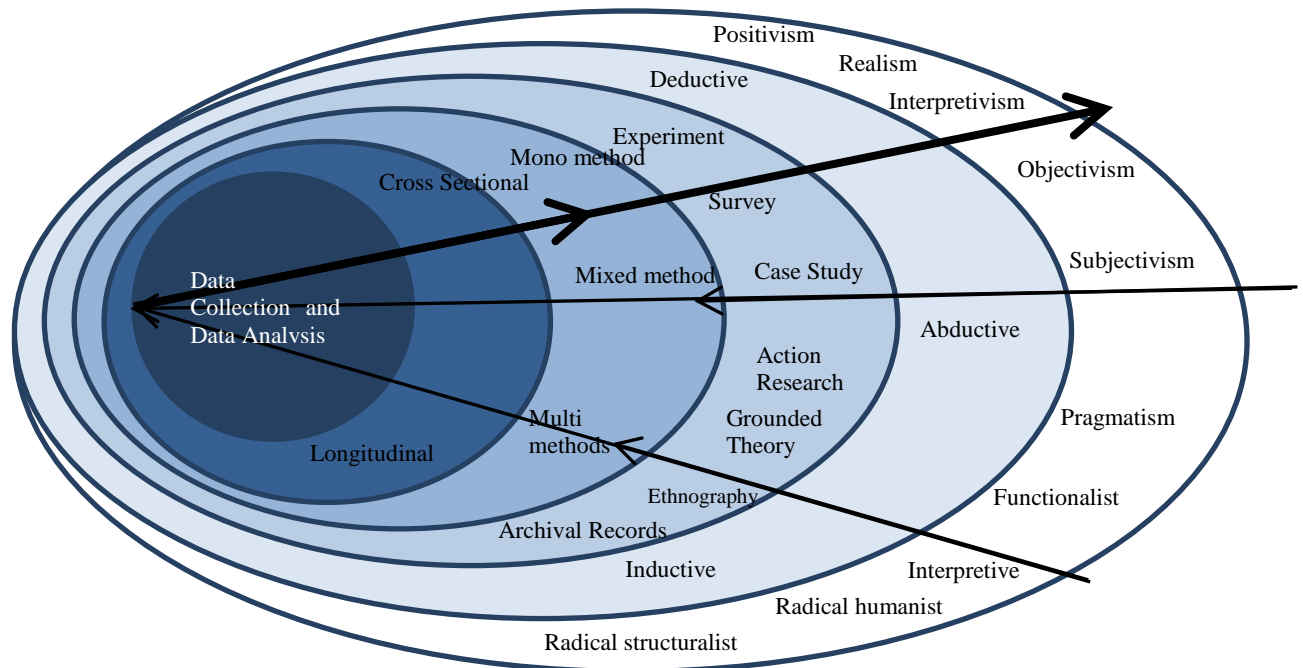 Positivism
Realism
Deductive
Interpretivism
Experiment
Mono method
Objectivism
Cross Sectional
Survey
Subjectivism
Mixed method
Case Study
Data
Collection and
Data Analysis
Abductive
Action
Research
Multi
methods
Grounded
Theory
Pragmatism
Longitudinal
Ethnography
Functionalist
Archival Records
Inductive
Interpretive
Radical humanist
Radical structuralist